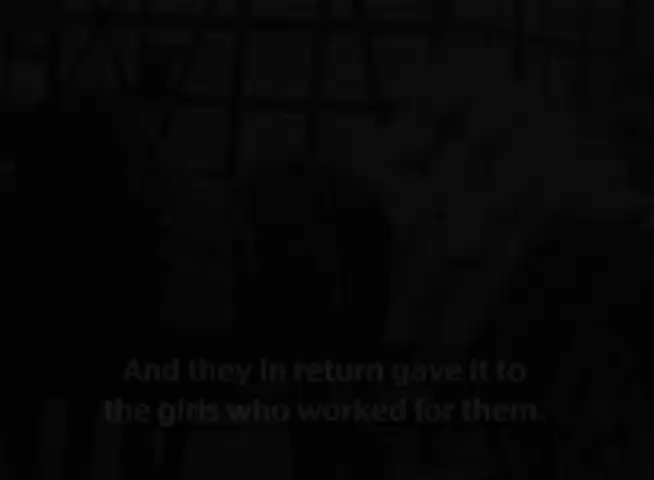 And they in return gave it to
the girls who worked for them.